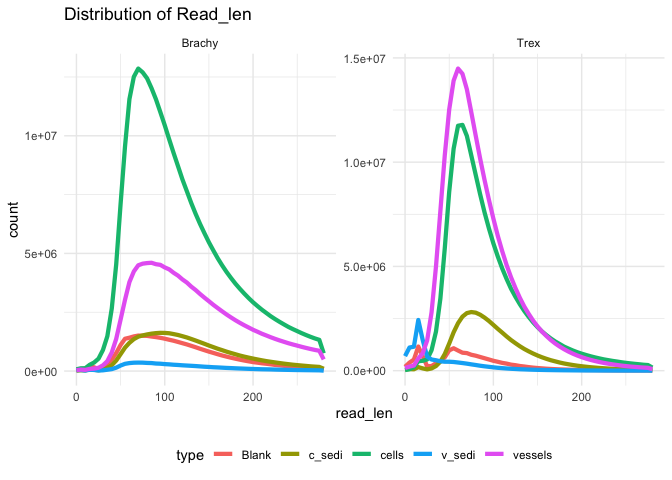 Distribution of Read_len
Brachy
Trex
count
1e+07
5e+06
0e+00
1.5e+07
1.0e+07
5.0e+06
0.0e+00
0
100
200
0
100
200
read_len
type
Blank
c_sedi
cells
v_sedi
vessels